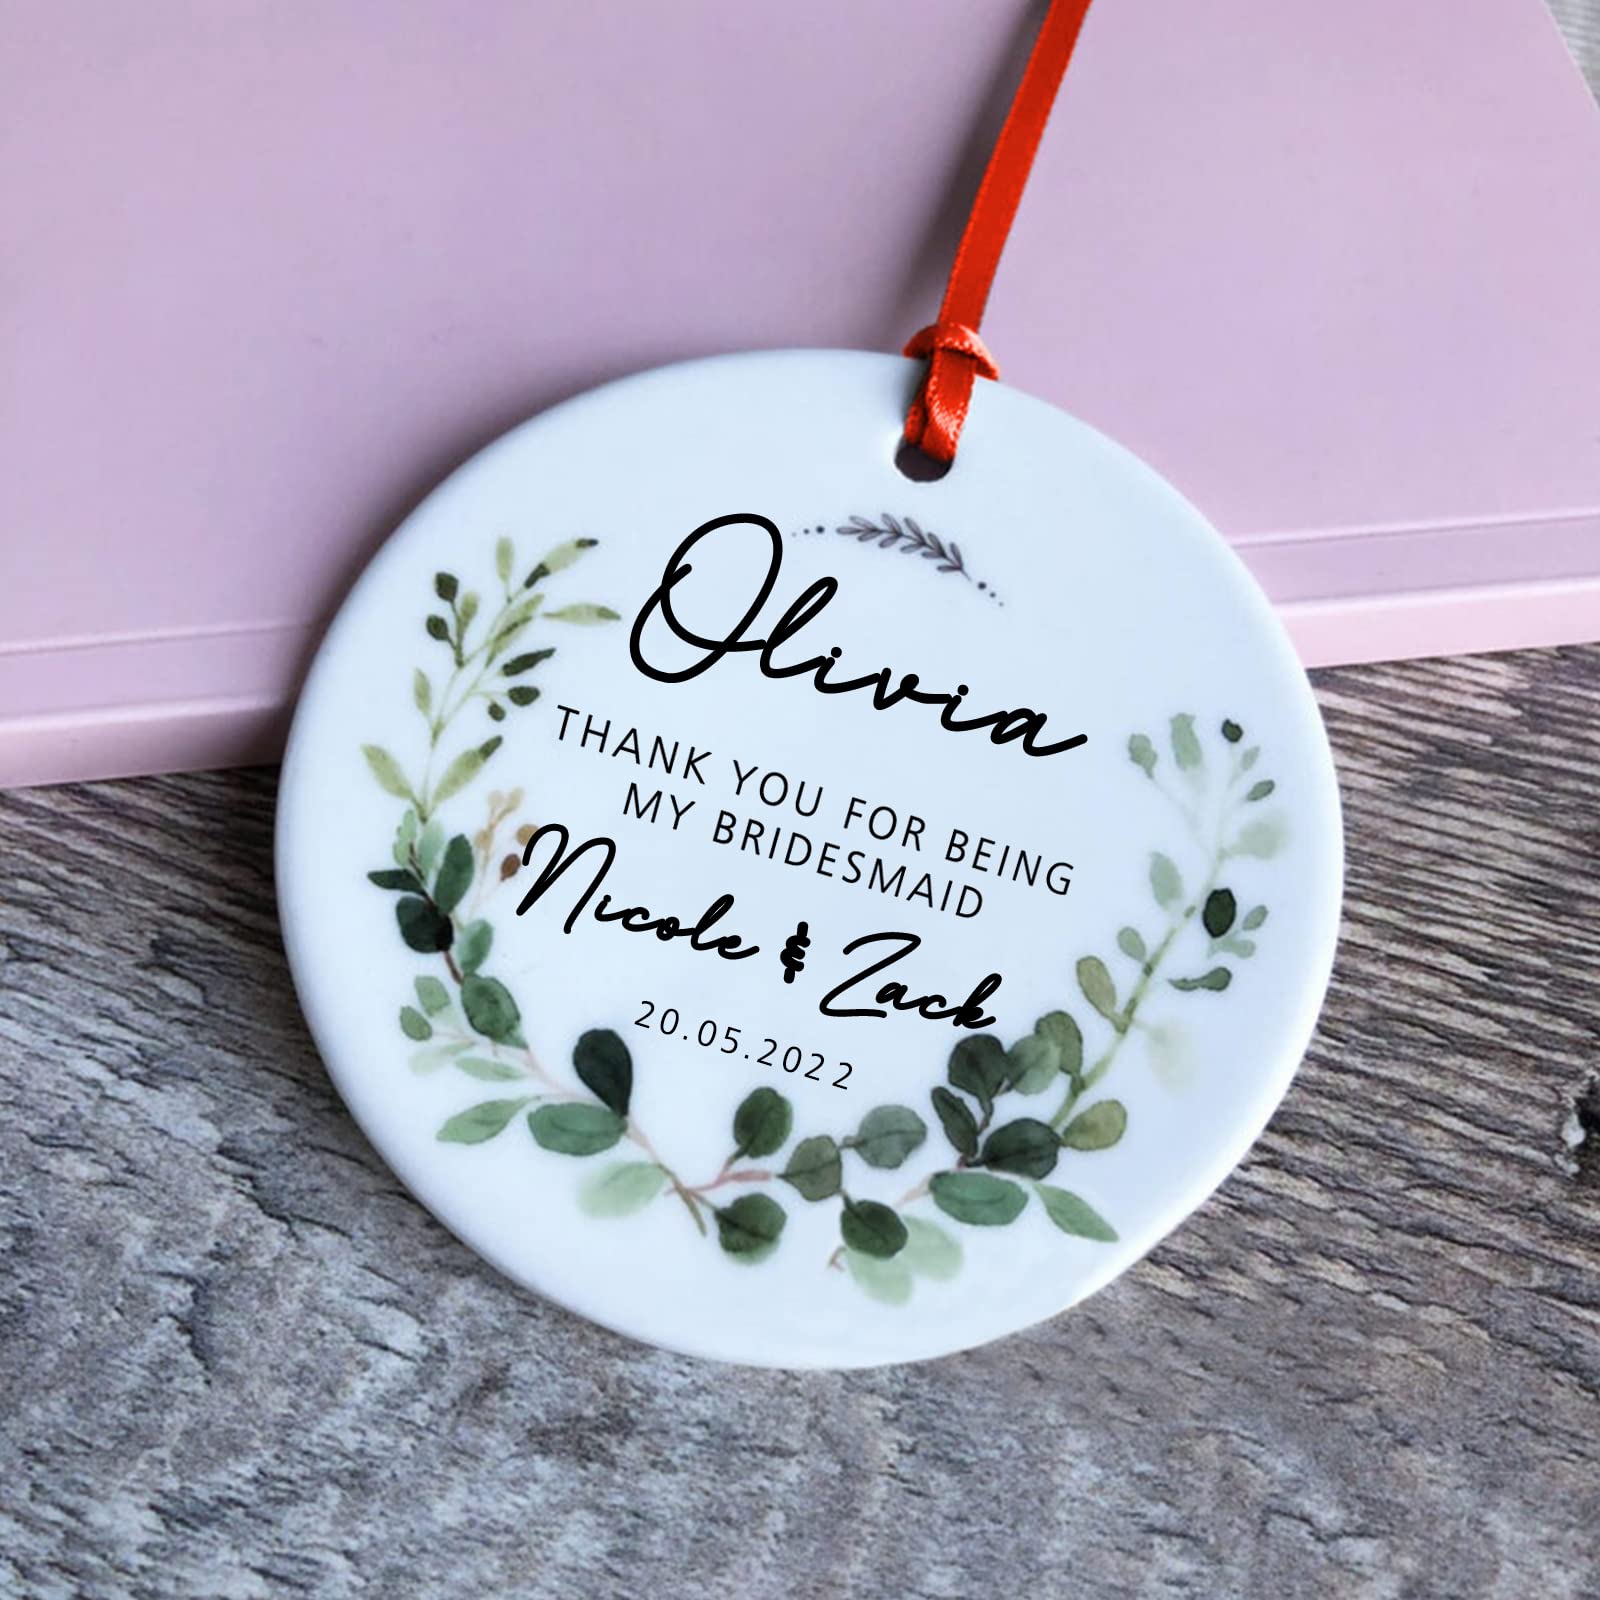 Olivia
THANK YOU FOR BEING
MY BRIDESMAID
Nicole & Zack
20.05.2022